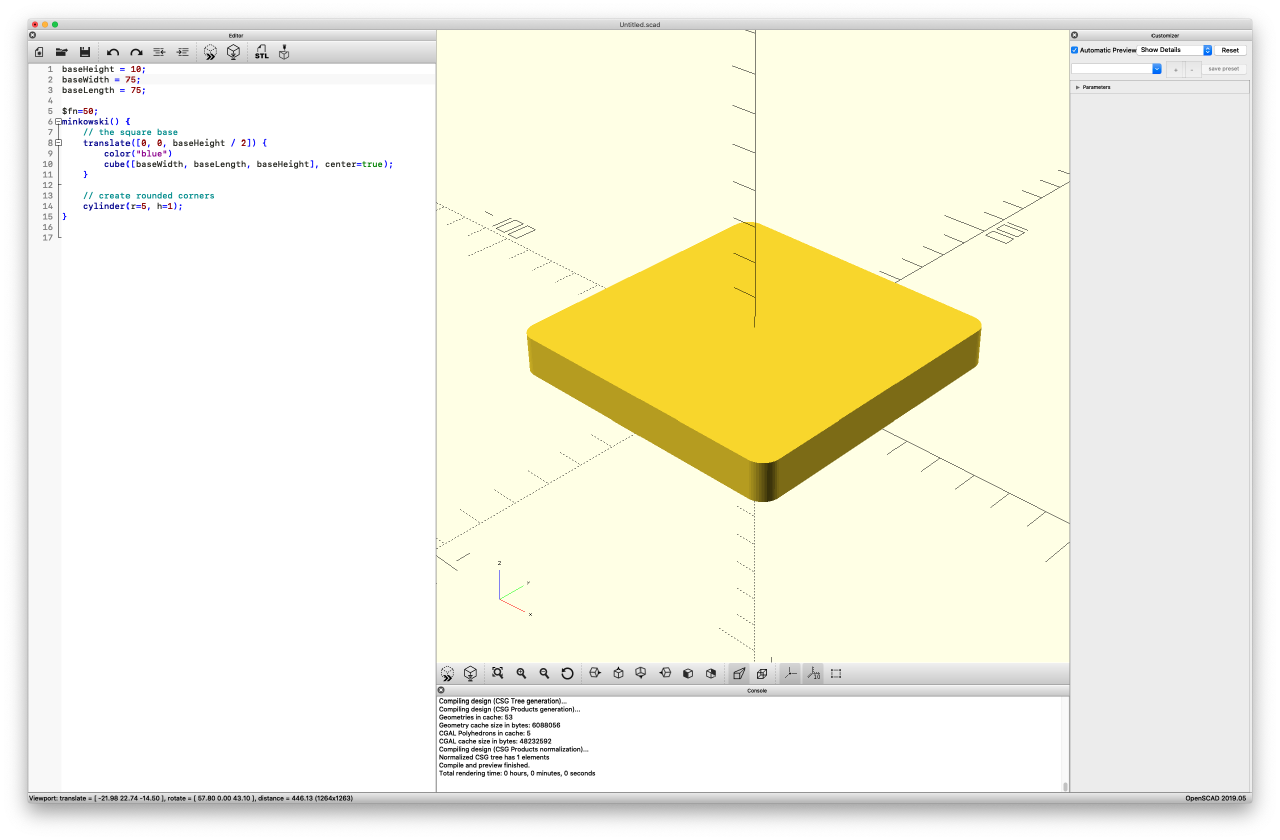 Untitled.scad
Editor
STL
1 baseHeight = 10;
2 baseWidth = 75;
3 baseLength = 75;
4
5 $fn=50;
6 minkowski() {
7 // the square base
8 translate([0, 0, baseHeight / 2]) {
9 color("blue")
10 cube([baseWidth, baseLength, baseHeight], center=true);
11 }
12
13 // create rounded corners
14 cylinder(r=5, h=1);
15 }
16
17
Z
Y
X
10
Console
Compiling design (CSG Tree generation)...
Compiling design (CSG Products generation)...
Geometries in cache: 53
Geometry cache size in bytes: 6088056
CGAL Polyhedrons in cache: 5
CGAL cache size in bytes: 48232592
Compiling design (CSG Products normalization)...
Normalized CSG tree has 1 elements
Compile and preview finished.
Total rendering time: 0 hours, 0 minutes, 0 seconds
Customizer
Automatic Preview Show Details Reset
+ - save preset
Parameters
Viewport: translate = [ -21.98 22.74 -14.50 ], rotate = [ 57.80 0.00 43.10 ], distance = 446.13 (1264x1263)
OpenSCAD 2019.05